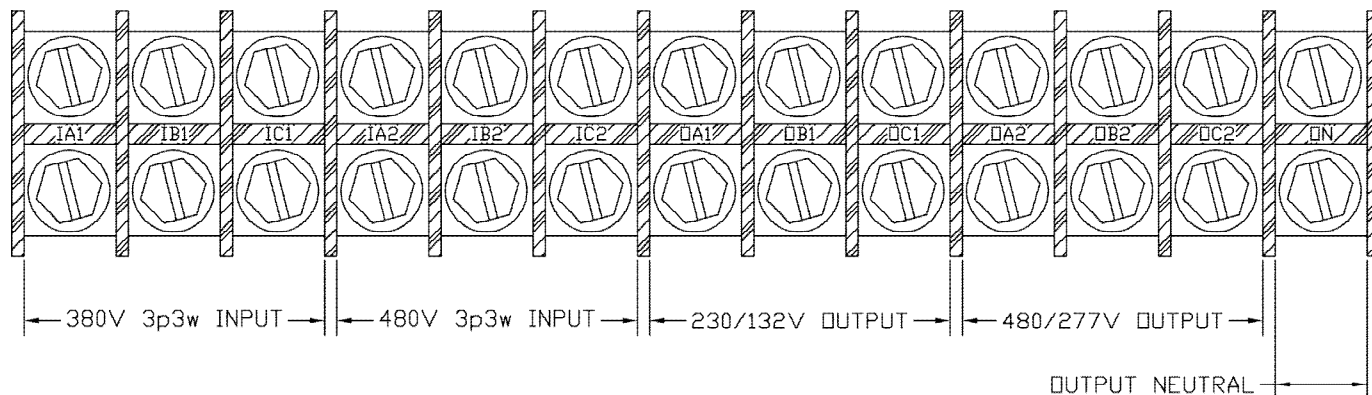 IA1 IB1 IC1 IA2 IB2 IC2 OA1 OB1 OC1 OA2 OB2 OC2 ON
380V 3p3w INPUT 480V 3p3w INPUT 230/132V OUTPUT 480/277V OUTPUT
OUTPUT NEUTRAL